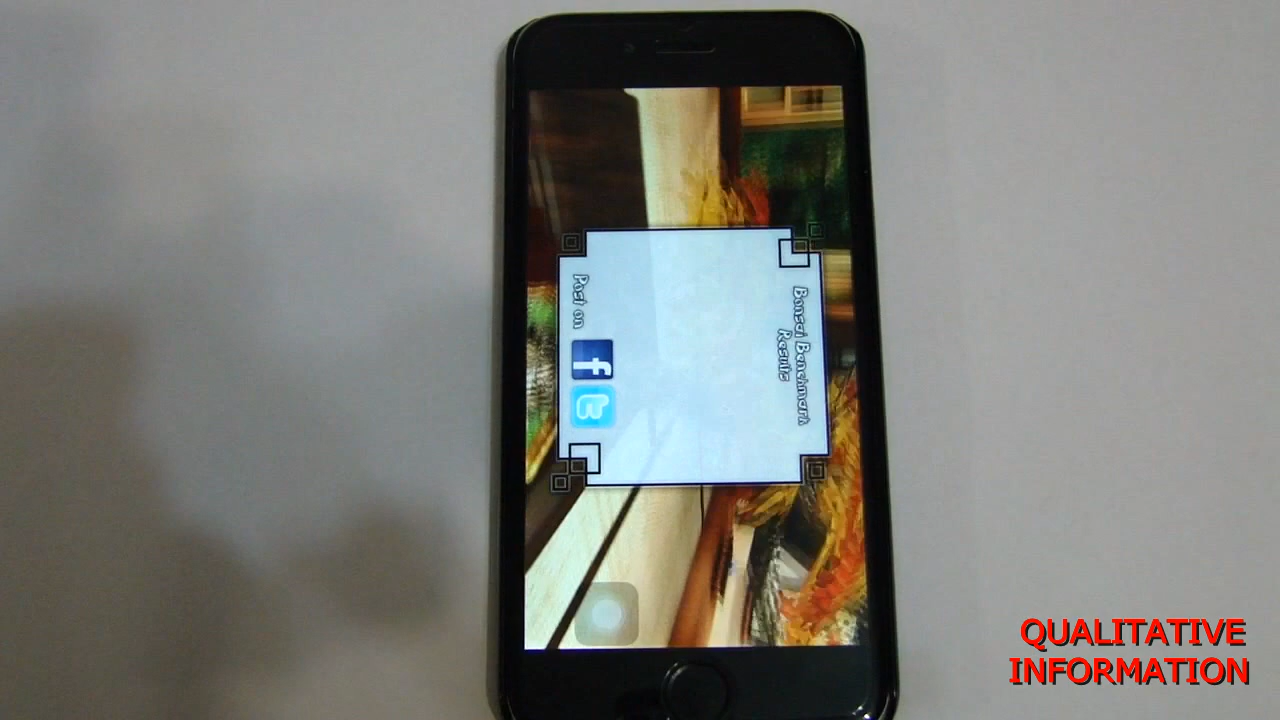 Bonsai Benchmark
Results
Post on
QUALITATIVE
INFORMATION